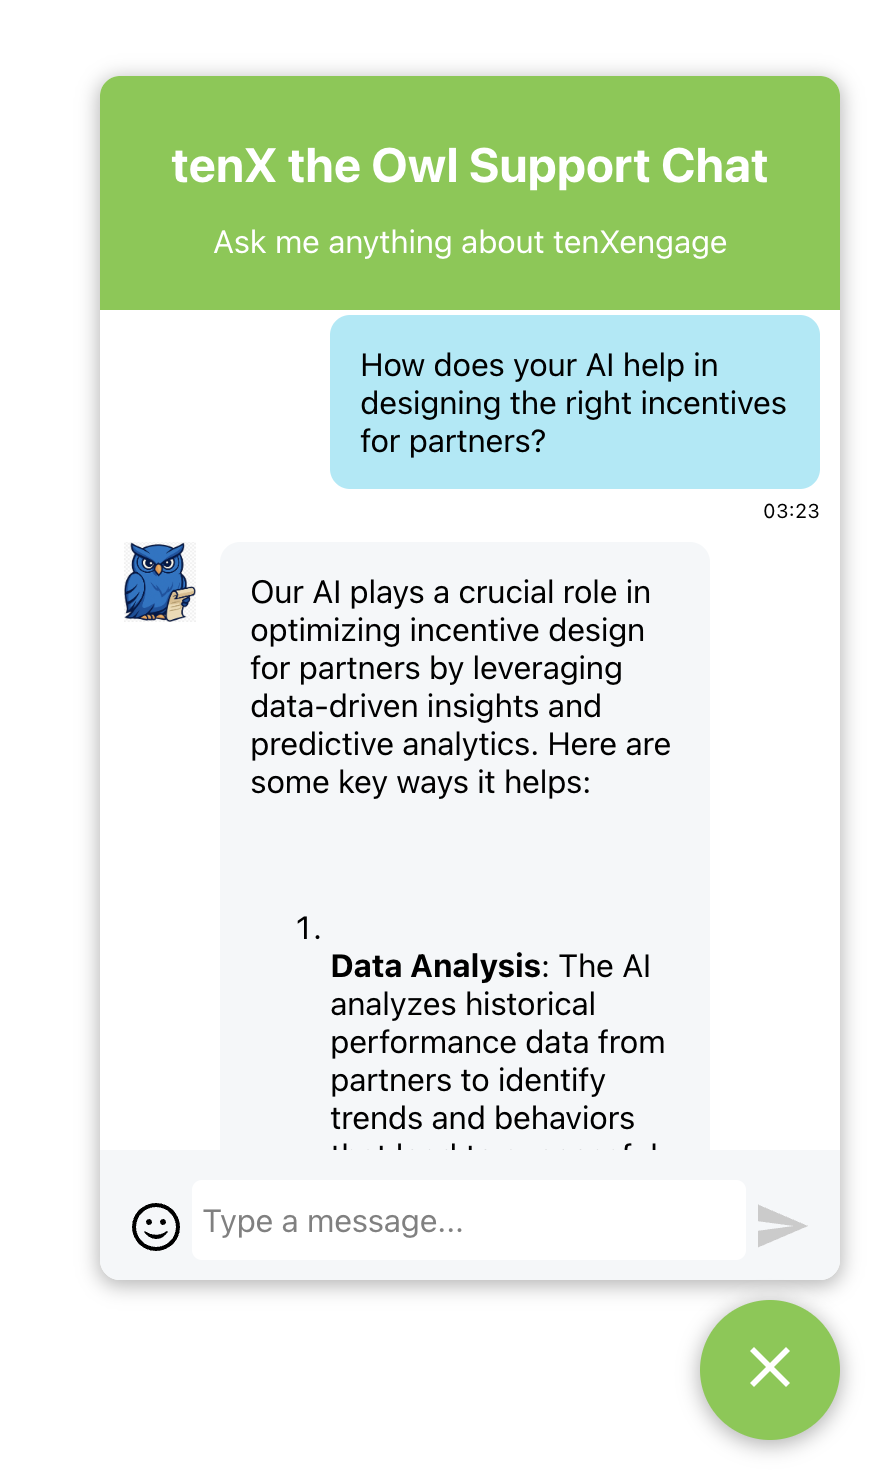 tenX the Owl Support Chat
Ask me anything about tenXengage
How does your AI help in
designing the right incentives
for partners?
03:23
Our AI plays a crucial role in
optimizing incentive design
for partners by leveraging
data-driven insights and
predictive analytics. Here are
some key ways it helps:
1.
Data Analysis: The AI
analyzes historical
performance data from
partners to identify
trends and behaviors
Type a message...